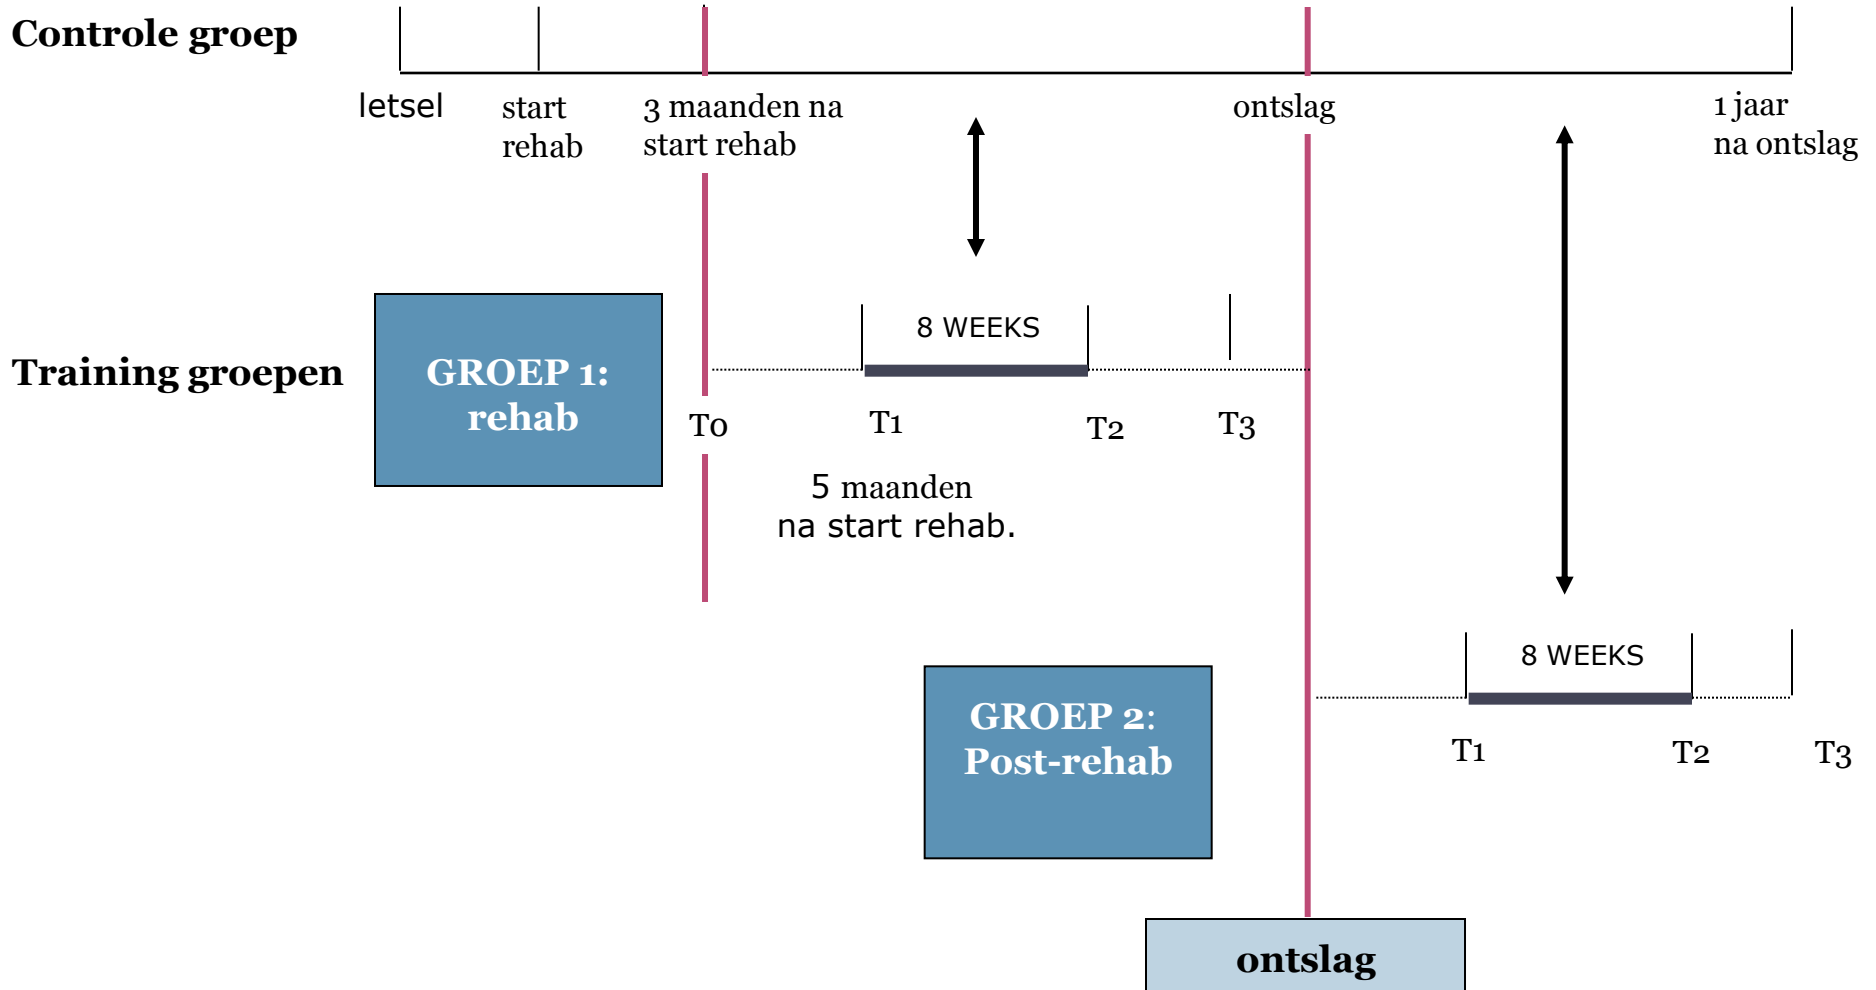 Controle groep
letsel
start
rehab
3 maanden na
start rehab
ontslag
1 jaar
na ontslag
Training groepen
GROEP 1:
rehab
8 WEEKS
T0
T1
T2
T3
5 maanden
na start rehab.
GROEP 2:
Post-rehab
8 WEEKS
T1
T2
T3
ontslag